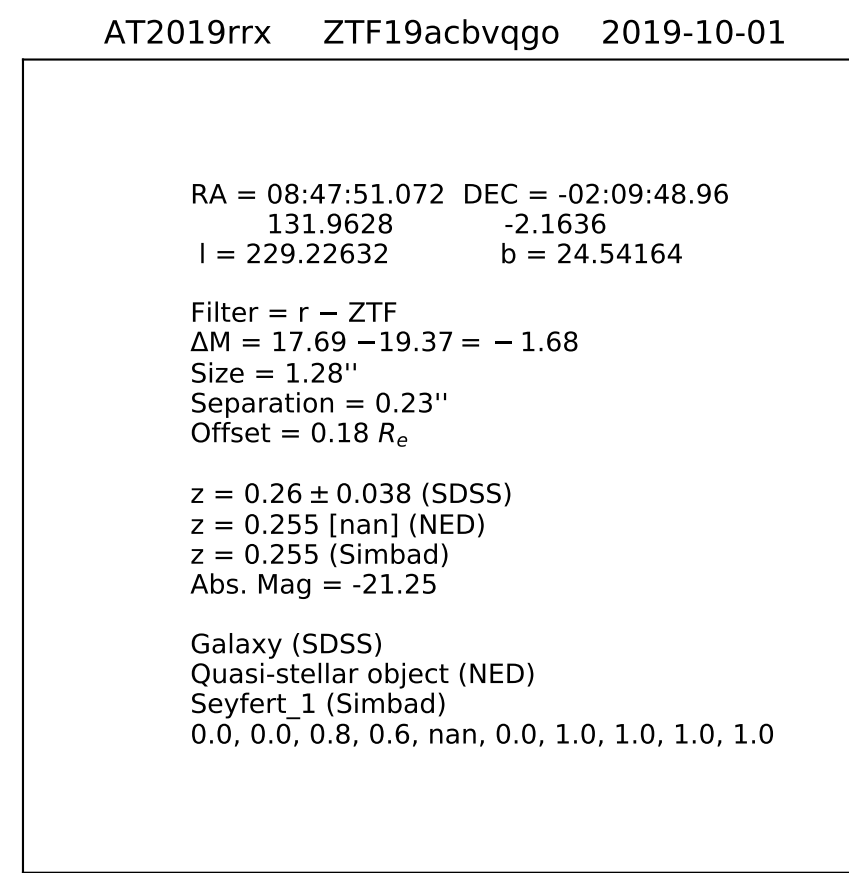 AT2019rrx ZTF19acbvqgo 2019-10-01
RA = 08:47:51.072 DEC = -02:09:48.96
131.9628 -2.1636
l = 229.22632 b = 24.54164
Filter = r − ZTF
ΔM = 17.69 −19.37 = − 1.68
Size = 1.28''
Separation = 0.23''
Offset = 0.18 Rₑ
z = 0.26 ± 0.038 (SDSS)
z = 0.255 [nan] (NED)
z = 0.255 (Simbad)
Abs. Mag = -21.25
Galaxy (SDSS)
Quasi-stellar object (NED)
Seyfert_1 (Simbad)
0.0, 0.0, 0.8, 0.6, nan, 0.0, 1.0, 1.0, 1.0, 1.0